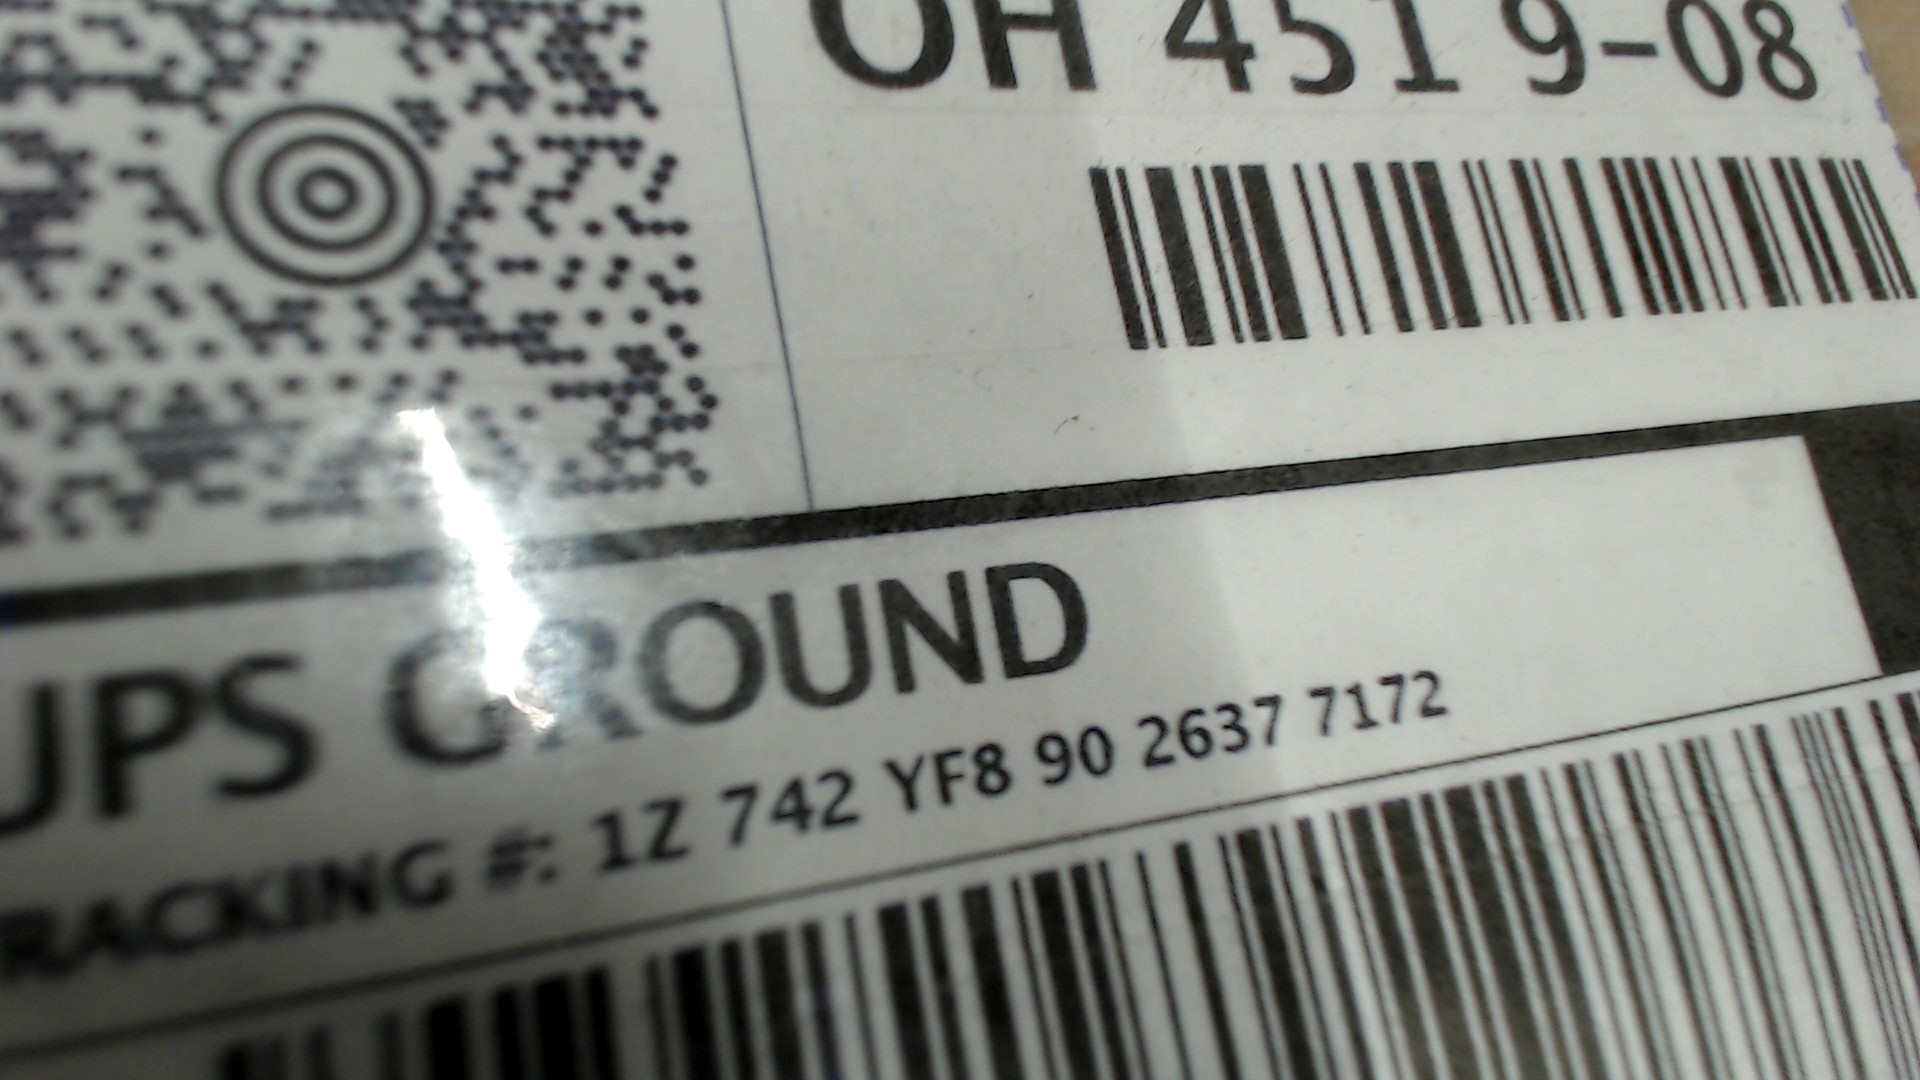 OH 451 9-08
UPS GROUND
TRACKING #: 1Z 742 YF8 90 2637 7172